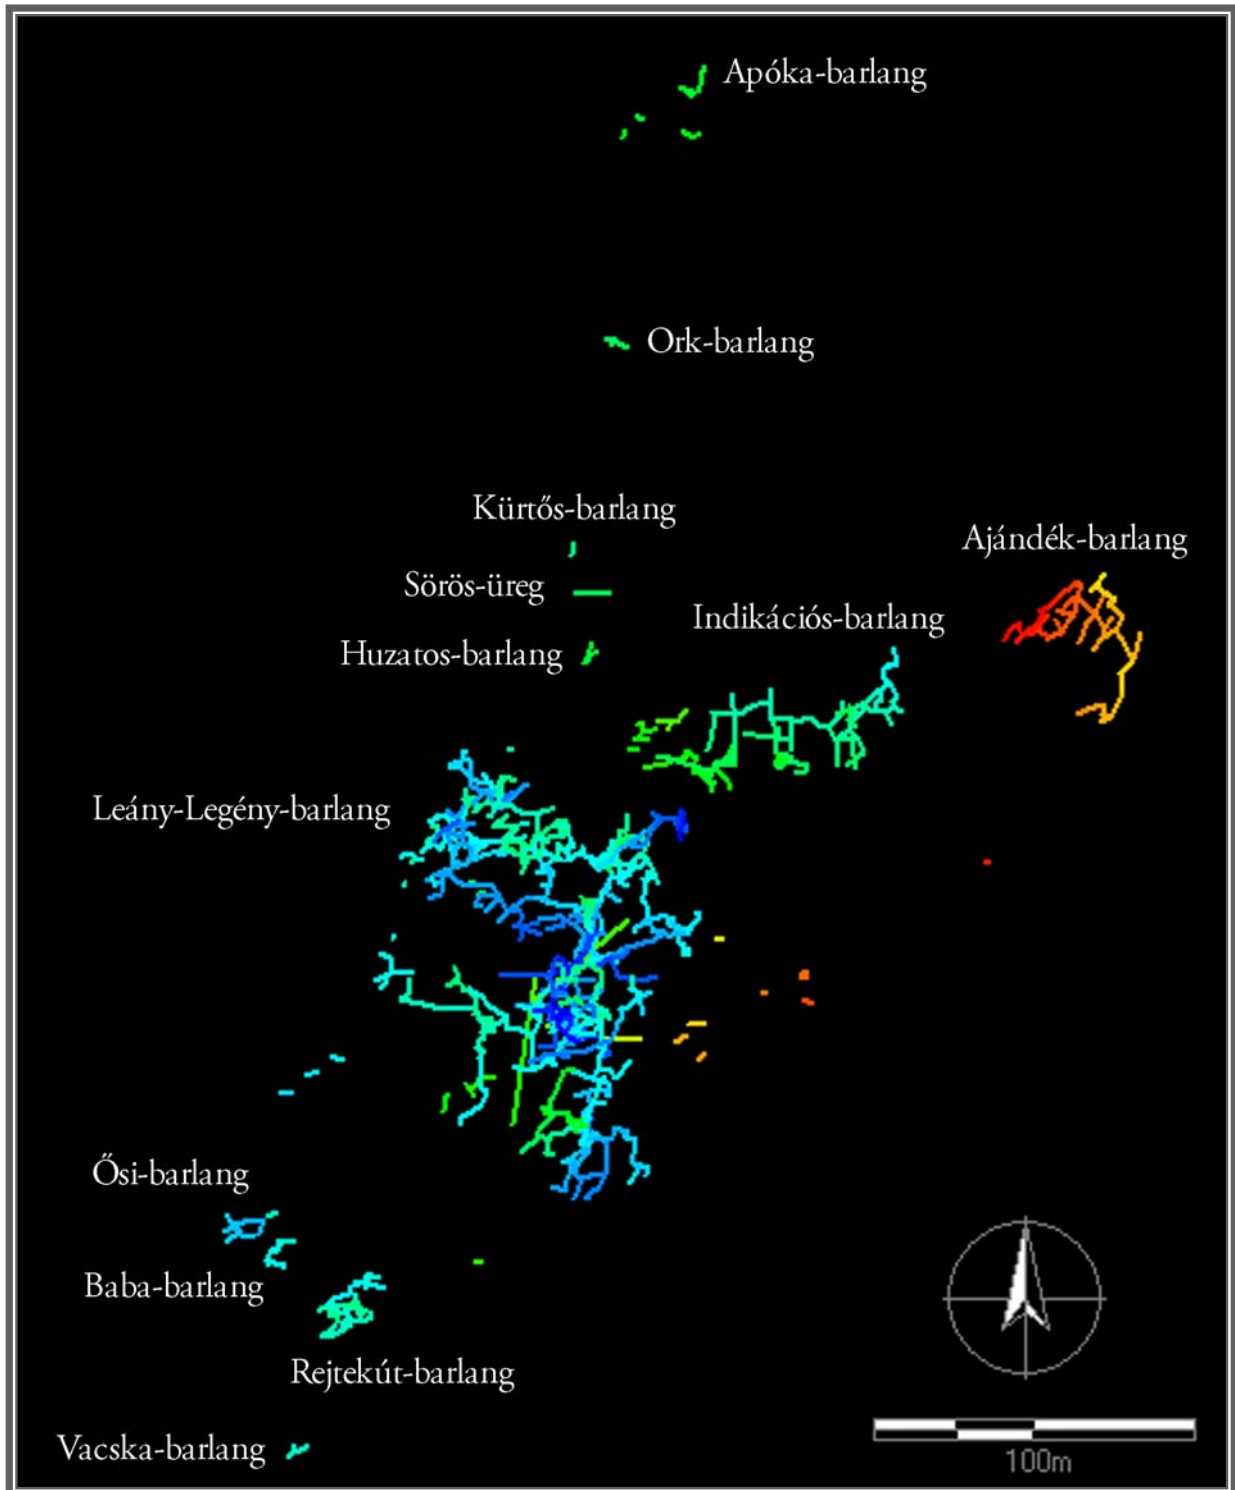 Apóka-barlang
Ork-barlang
Kürtős-barlang
Ajándék-barlang
Sörös-üreg
Indikációs-barlang
Huzatos-barlang
Leány-Legény-barlang
Ősi-barlang
Baba-barlang
Rejtekút-barlang
Vacska-barlang
100m